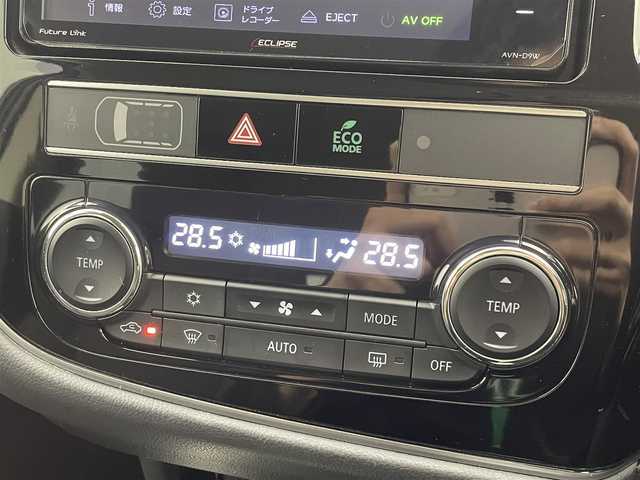 情報
設定
ドライブ
レコーダー
EJECT
AV OFF
Future Link
ECLIPSE
AVN-D9W
ECO
MODE
28.5
28.5
TEMP
TEMP
MODE
AUTO
OFF